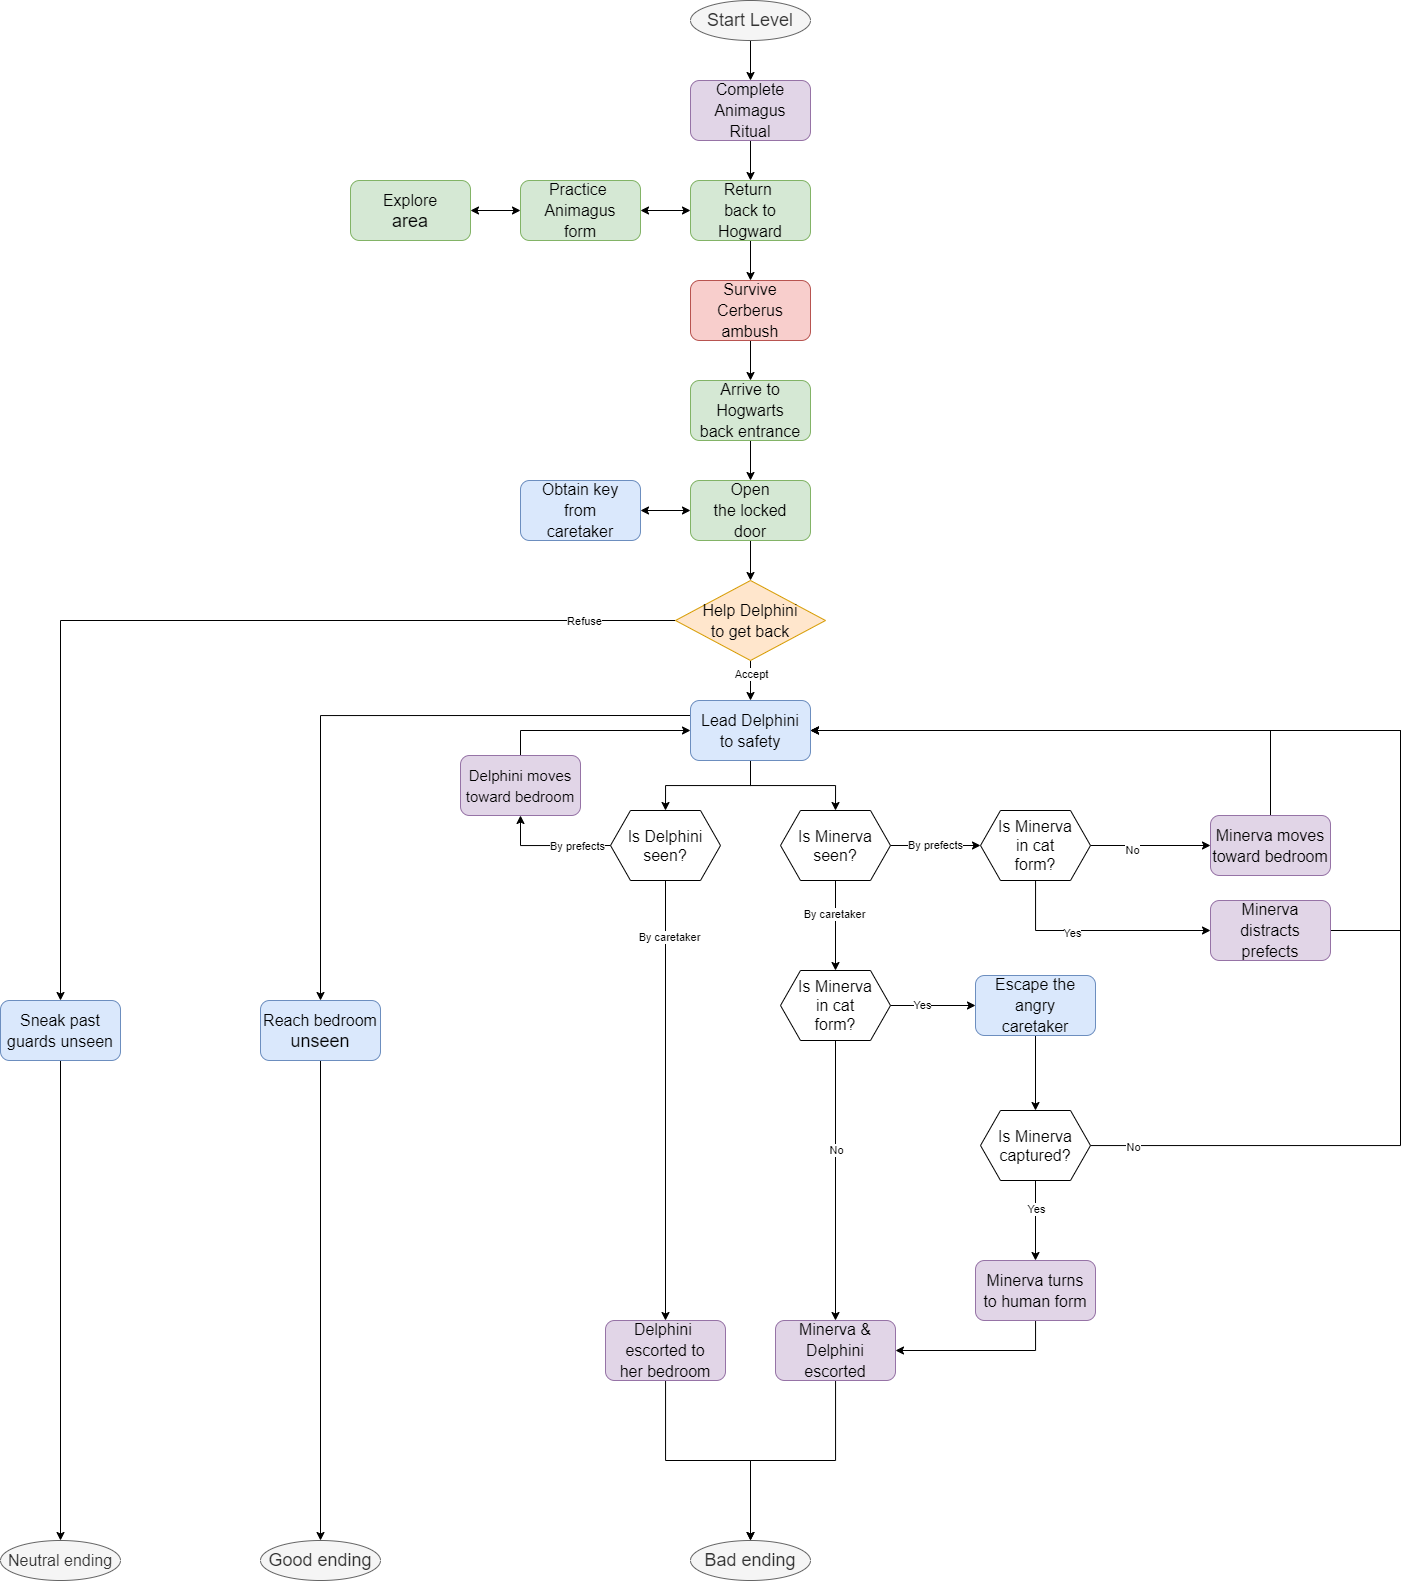 Start Level
Complete
Animagus
Ritual
Explore
area
Practice
Animagus
form
Return
back to
Hogward
Survive
Cerberus
ambush
Arrive to
Hogwarts
back entrance
Obtain key
from
caretaker
Open
the locked
door
Help Delphini
to get back
Refuse
Accept
Lead Delphini
to safety
Delphini moves
toward bedroom
By prefects
Is Delphini
seen?
Is Minerva
seen?
By prefects
Is Minerva
in cat
form?
No
Minerva moves
toward bedroom
Yes
Minerva
distracts
prefects
By caretaker
By caretaker
Is Minerva
in cat
form?
Yes
Escape the
angry
caretaker
Sneak past
guards unseen
Reach bedroom
unseen
No
Is Minerva
captured?
No
Yes
Minerva turns
to human form
Delphini
escorted to
her bedroom
Minerva &
Delphini
escorted
Neutral ending
Good ending
Bad ending